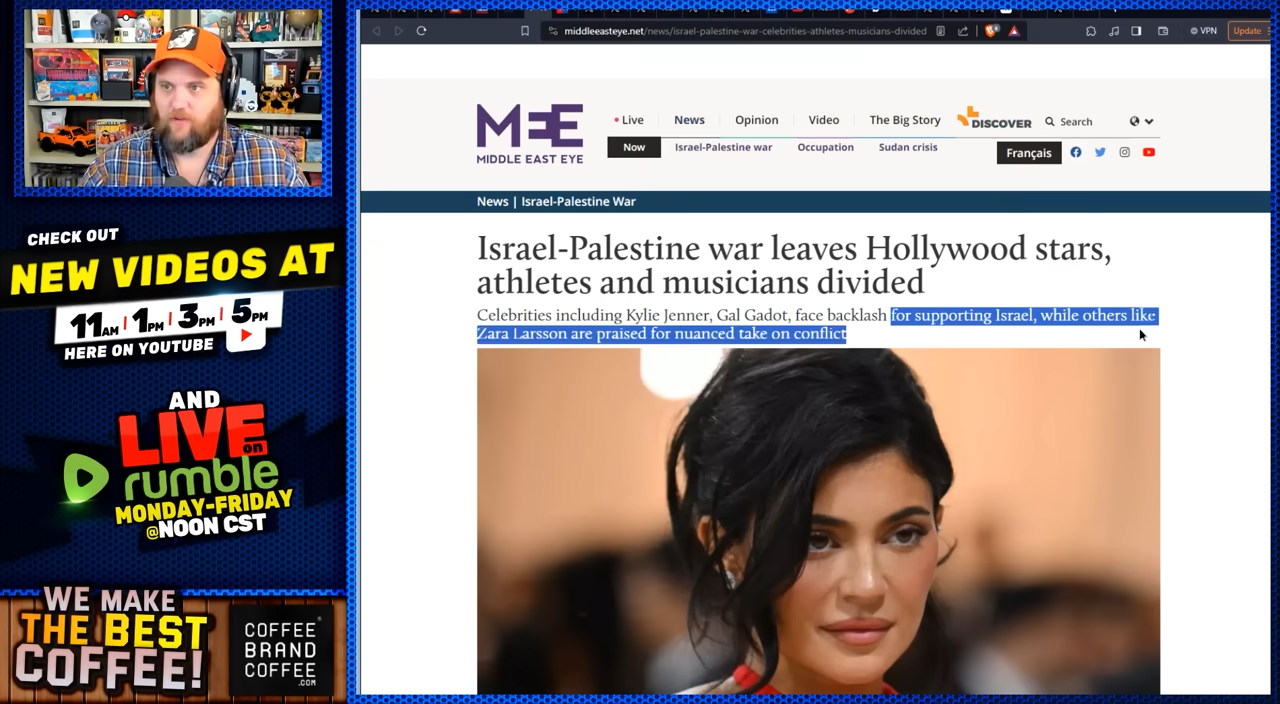 CHECK OUT
NEW VIDEOS AT
11AM | 1PM | 3PM | 5PM
HERE ON YOUTUBE
AND
LIVE on
rumble
MONDAY-FRIDAY
@NOON CST
WE MAKE
THE BEST
COFFEE!
COFFEE
BRAND
COFFEE
.COM
middleeasteye.net/news/israel-palestine-war-celebrities-athletes-musicians-divided
VPN
Update
MEE
MIDDLE EAST EYE
Live
News
Opinion
Video
The Big Story
DISCOVER
Search
Now
Israel-Palestine war
Occupation
Sudan crisis
Français
News | Israel-Palestine War
Israel-Palestine war leaves Hollywood stars,
athletes and musicians divided
Celebrities including Kylie Jenner, Gal Gadot, face backlash for supporting Israel, while others like
Zara Larsson are praised for nuanced take on conflict